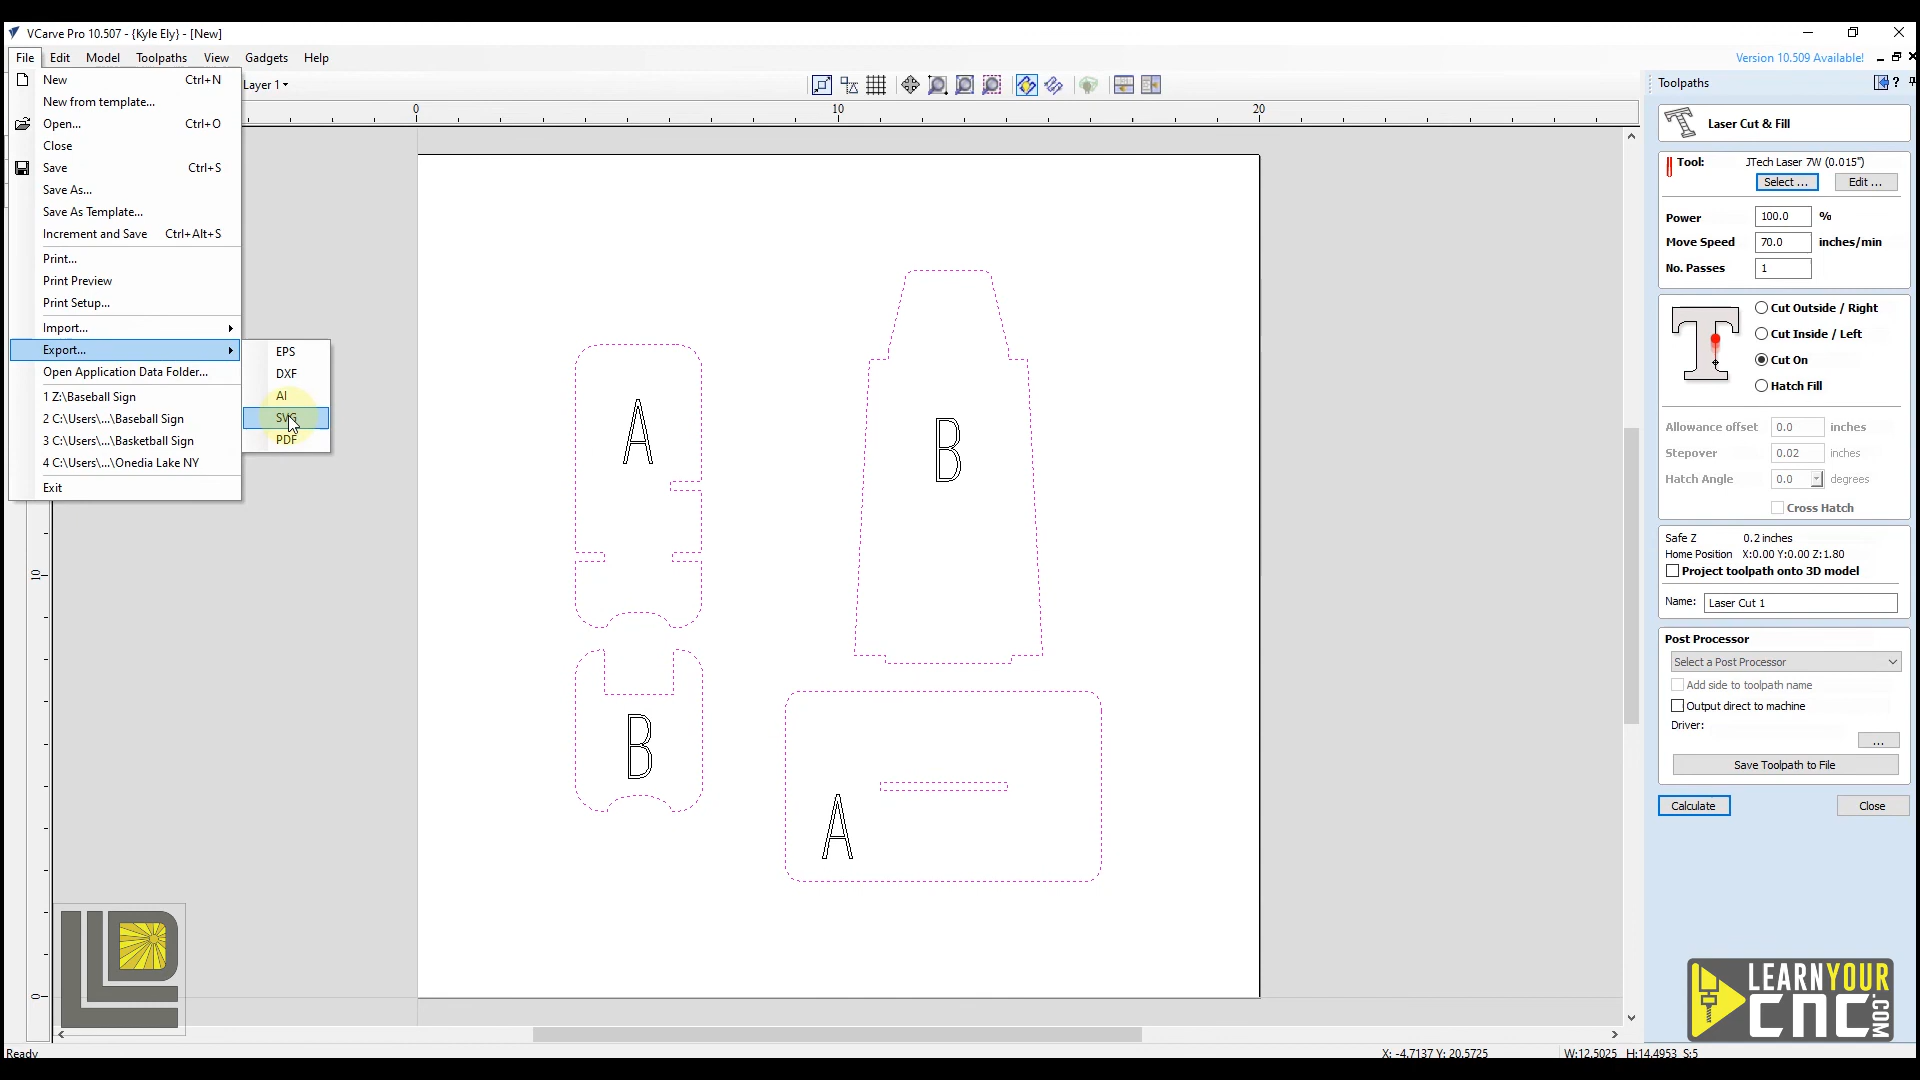 VCarve Pro 10.507 - {Kyle Ely} - [New]
File Edit Model Toolpaths View Gadgets Help
Version 10.509 Available!
New Ctrl+N
New from template...
Open... Ctrl+O
Close
Save Ctrl+S
Save As...
Save As Template...
Increment and Save Ctrl+Alt+S
Print...
Print Preview
Print Setup...
Import...
Export...
Open Application Data Folder...
1 Z:\Baseball Sign
2 C:\Users\...\Baseball Sign
3 C:\Users\...\Basketball Sign
4 C:\Users\...\Onedia Lake NY
Exit
EPS
DXF
AI
SVG
PDF
Layer 1
0 10 20
10
0
A
B
B
A
Toolpaths
?
Laser Cut & Fill
Tool: JTech Laser 7W (0.015")
Select ... Edit ...
Power 100.0 %
Move Speed 70.0 inches/min
No. Passes 1
T
Cut Outside / Right
Cut Inside / Left
Cut On
Hatch Fill
Allowance offset 0.0 inches
Stepover 0.02 inches
Hatch Angle 0.0 degrees
Cross Hatch
Safe Z 0.2 inches
Home Position X:0.00 Y:0.00 Z:1.80
Project toolpath onto 3D model
Name: Laser Cut 1
Post Processor
Select a Post Processor
Add side to toolpath name
Output direct to machine
Driver:
...
Save Toolpath to File
Calculate Close
LEARNYOUR
CNC.COM
Ready
X: -4.7137 Y: 20.5725 W:12.5025 H:14.4953 S:5